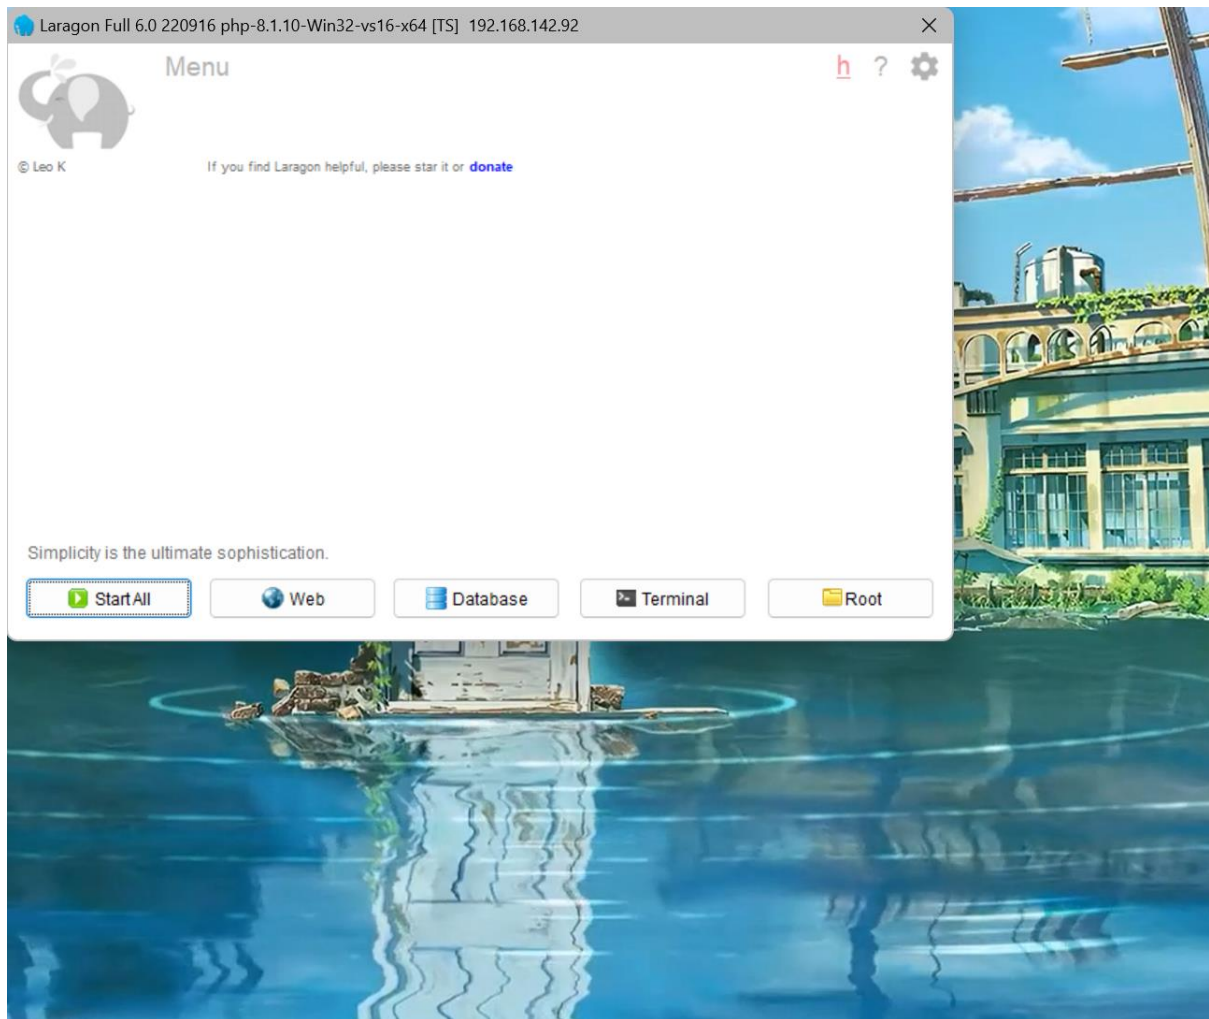 Laragon Full 6.0 220916 php-8.1.10-Win32-vs16-x64 [TS] 192.168.142.92
Menu
h ?
© Leo K
If you find Laragon helpful, please star it or donate
Simplicity is the ultimate sophistication.
Start All
Web
Database
Terminal
Root